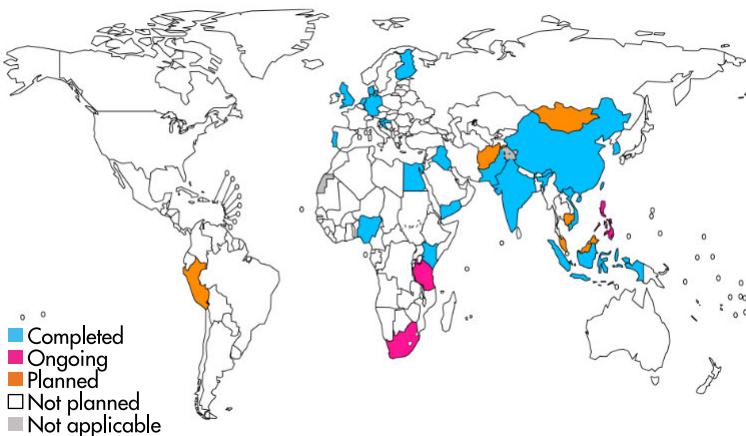 Completed
Ongoing
Planned
Not planned
Not applicable